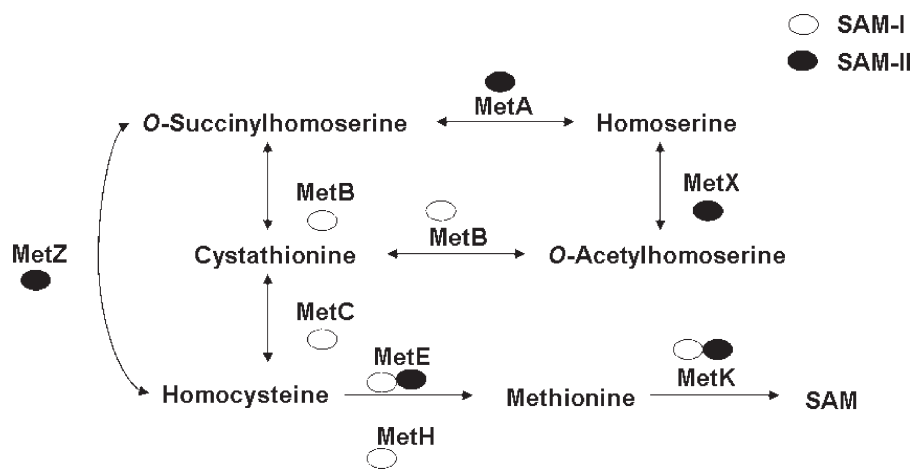 SAM-I
SAM-II
MetA
O-Succinylhomoserine
Homoserine
MetB
MetX
MetZ
Cystathionine
MetB
O-Acetylhomoserine
MetC
MetE
MetK
Homocysteine
Methionine
SAM
MetH